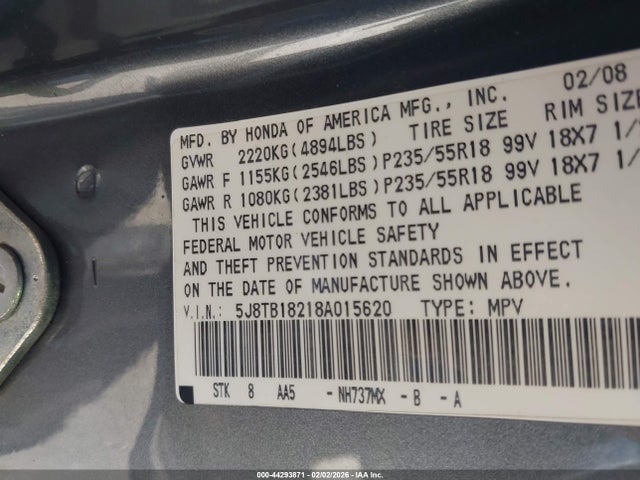 02/08
MFD. BY HONDA OF AMERICA MFG., INC.
GVWR 2220KG(4894LBS) TIRE SIZE RIM SIZE
GAWR F 1155KG(2546LBS)P235/55R18 99V 18X7 1/
GAWR R 1080KG(2381LBS)P235/55R18 99V 18X7 1/
THIS VEHICLE CONFORMS TO ALL APPLICABLE
FEDERAL MOTOR VEHICLE SAFETY
AND THEFT PREVENTION STANDARDS IN EFFECT
ON THE DATE OF MANUFACTURE SHOWN ABOVE.
V.I.N.: 5J8TB18218A015620 TYPE: MPV
STK 8 AA5 - NH737MX - B - A
000-44293871 - 02/02/2026 - IAA Inc.